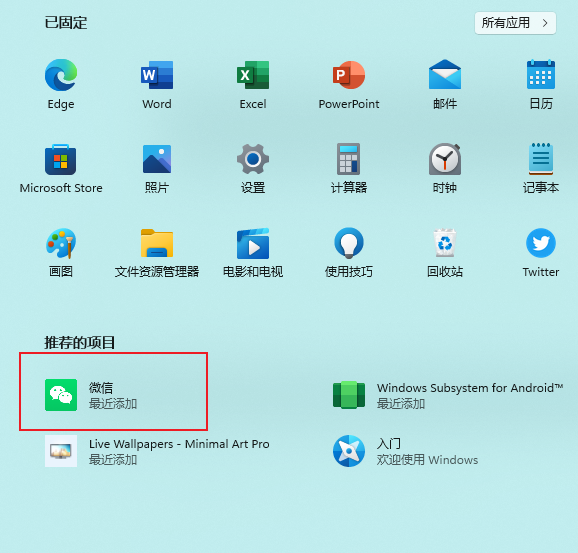 已固定
所有应用
Edge
Word
Excel
PowerPoint
邮件
日历
Microsoft Store
照片
设置
计算器
时钟
记事本
画图
文件资源管理器
电影和电视
使用技巧
回收站
Twitter
推荐的项目
微信
最近添加
Windows Subsystem for Android™
最近添加
Live Wallpapers - Minimal Art Pro
最近添加
入门
欢迎使用 Windows